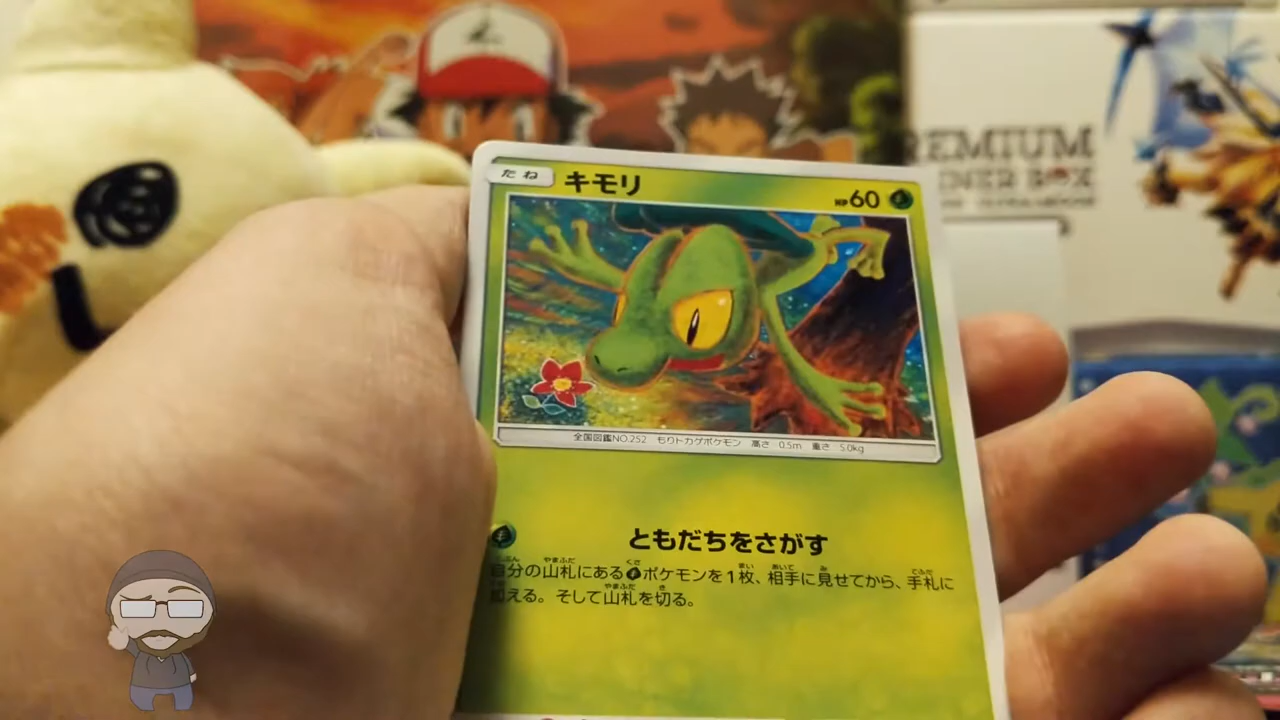 たね キモリ HP60
全国図鑑NO.252 もりトカゲポケモン 高さ 0.5m 重さ 5.0kg
ともだちをさがす
自分の山札にあるポケモンを1枚、相手に見せてから、手札に
加える。そして山札を切る。
REMIUM
NER BOX